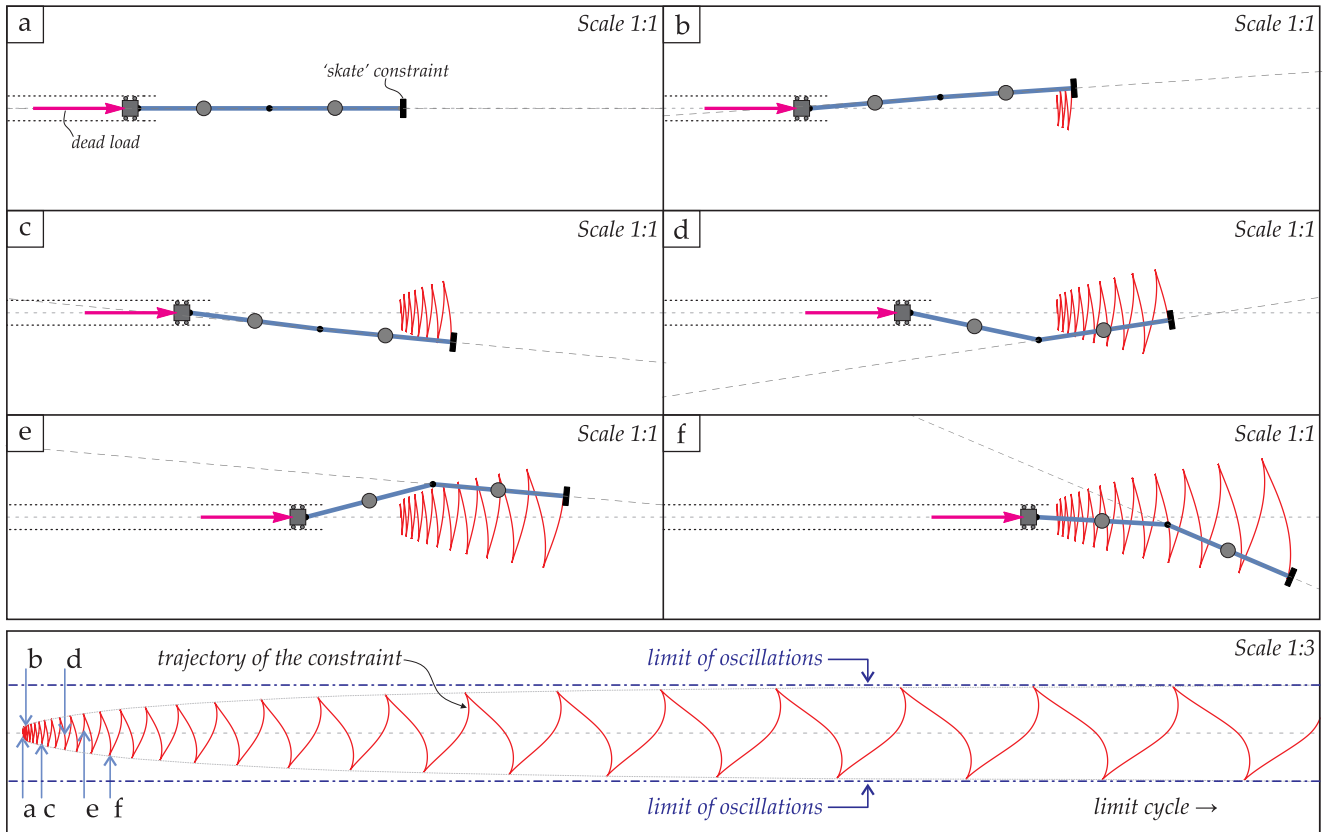 a
Scale 1:1
'skate' constraint
dead load
b
Scale 1:1
c
Scale 1:1
d
Scale 1:1
e
Scale 1:1
f
Scale 1:1
Scale 1:3
b d
trajectory of the constraint
limit of oscillations
a c e f
limit of oscillations
limit cycle →